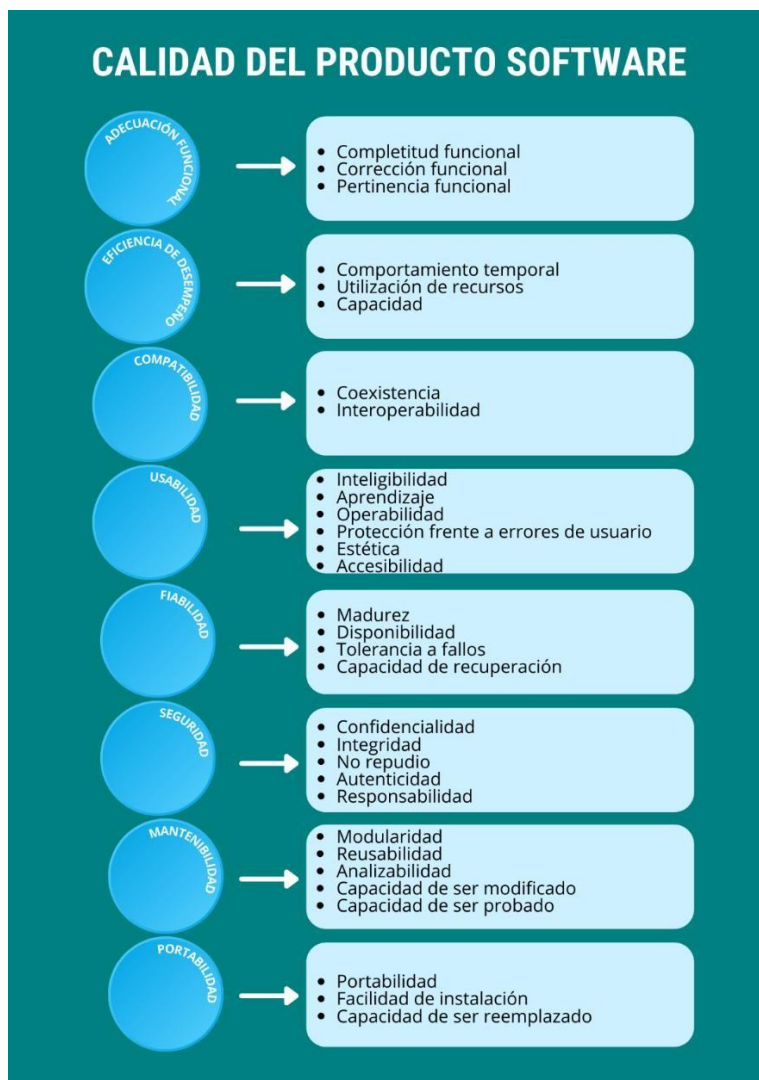 CALIDAD DEL PRODUCTO SOFTWARE
ADECUACIÓN FUNCIONAL
• Completitud funcional
• Corrección funcional
• Pertinencia funcional
EFICIENCIA DE DESEMPEÑO
• Comportamiento temporal
• Utilización de recursos
• Capacidad
COMPATIBILIDAD
• Coexistencia
• Interoperabilidad
USABILIDAD
• Inteligibilidad
• Aprendizaje
• Operabilidad
• Protección frente a errores de usuario
• Estética
• Accesibilidad
FIABILIDAD
• Madurez
• Disponibilidad
• Tolerancia a fallos
• Capacidad de recuperación
SEGURIDAD
• Confidencialidad
• Integridad
• No repudio
• Autenticidad
• Responsabilidad
MANTENIBILIDAD
• Modularidad
• Reusabilidad
• Analizabilidad
• Capacidad de ser modificado
• Capacidad de ser probado
PORTABILIDAD
• Portabilidad
• Facilidad de instalación
• Capacidad de ser reemplazado